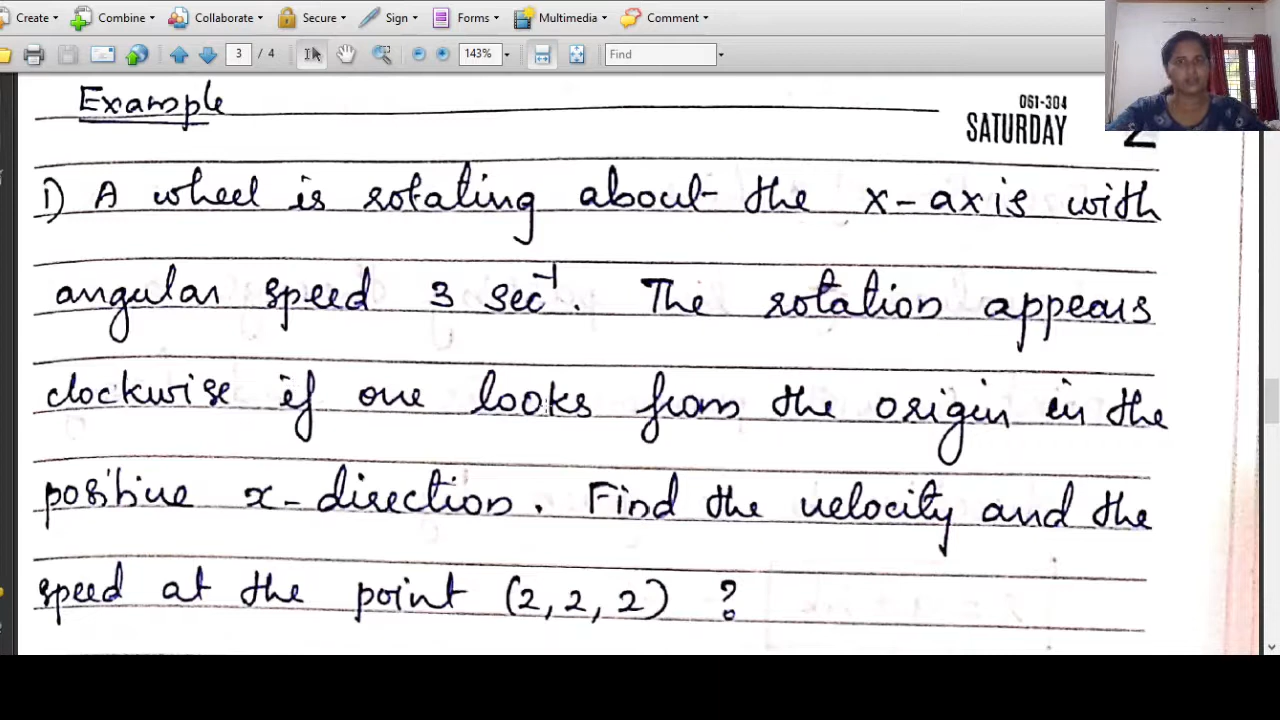 Create Combine Collaborate Secure Sign Forms Multimedia Comment
3 / 4 143% Find
Example
061-304
SATURDAY
1) A wheel is rotating about the x-axis with
angular speed 3 sec⁻¹. The rotation appears
clockwise if one looks from the origin in the
positive x-direction. Find the velocity and the
speed at the point (2, 2, 2) ?